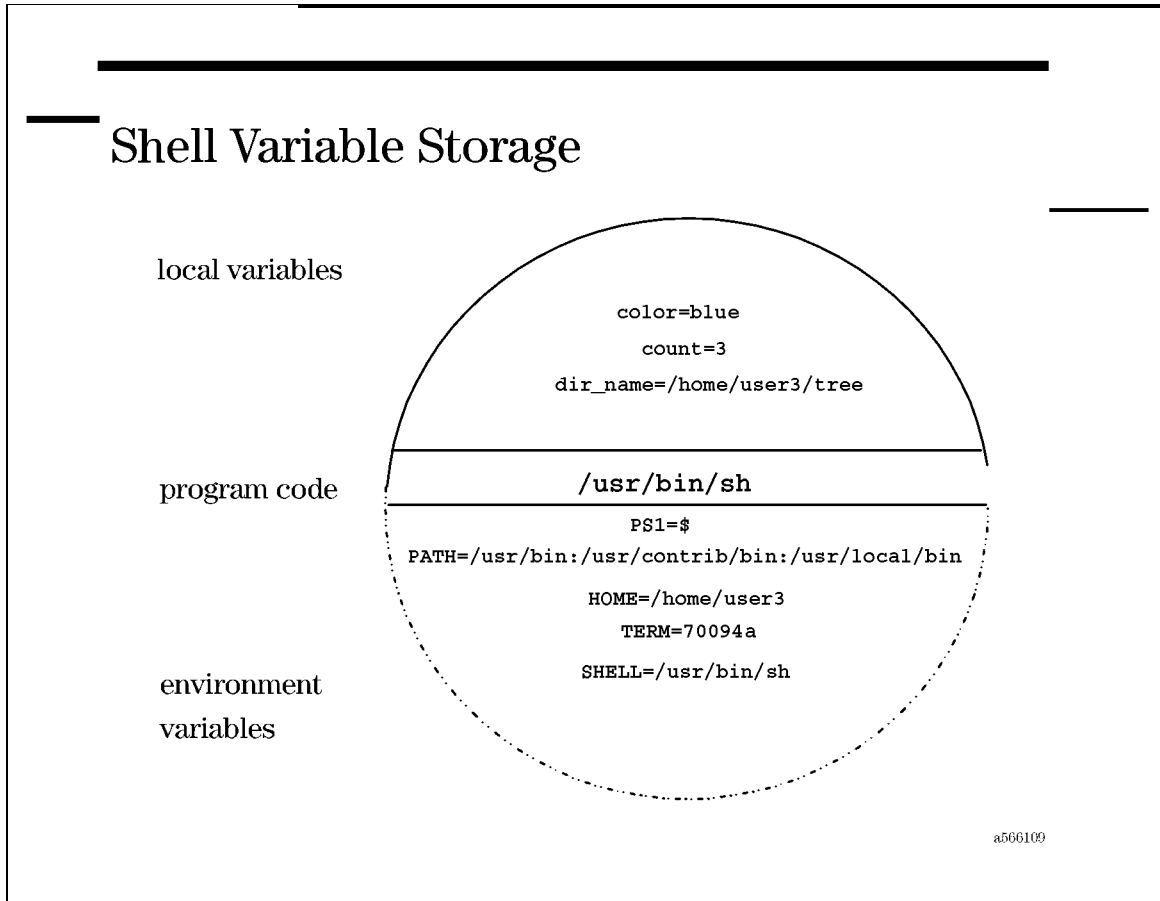 Shell Variable Storage
local variables
color=blue
count=3
dir_name=/home/user3/tree
program code
/usr/bin/sh
PS1=$
PATH=/usr/bin:/usr/contrib/bin:/usr/local/bin
HOME=/home/user3
TERM=70094a
SHELL=/usr/bin/sh
environment
variables
a566109